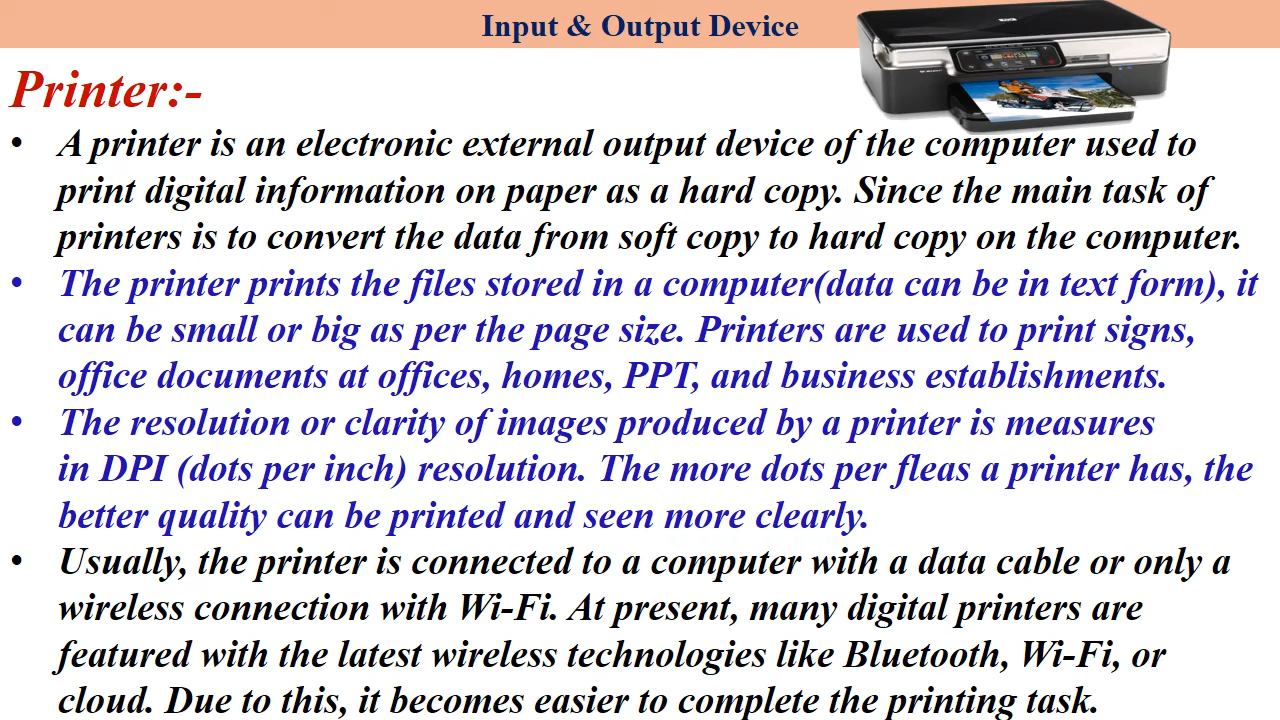 Input & Output Device
Printer:-
• A printer is an electronic external output device of the computer used to
print digital information on paper as a hard copy. Since the main task of
printers is to convert the data from soft copy to hard copy on the computer.
• The printer prints the files stored in a computer(data can be in text form), it
can be small or big as per the page size. Printers are used to print signs,
office documents at offices, homes, PPT, and business establishments.
• The resolution or clarity of images produced by a printer is measures
in DPI (dots per inch) resolution. The more dots per fleas a printer has, the
better quality can be printed and seen more clearly.
• Usually, the printer is connected to a computer with a data cable or only a
wireless connection with Wi-Fi. At present, many digital printers are
featured with the latest wireless technologies like Bluetooth, Wi-Fi, or
cloud. Due to this, it becomes easier to complete the printing task.